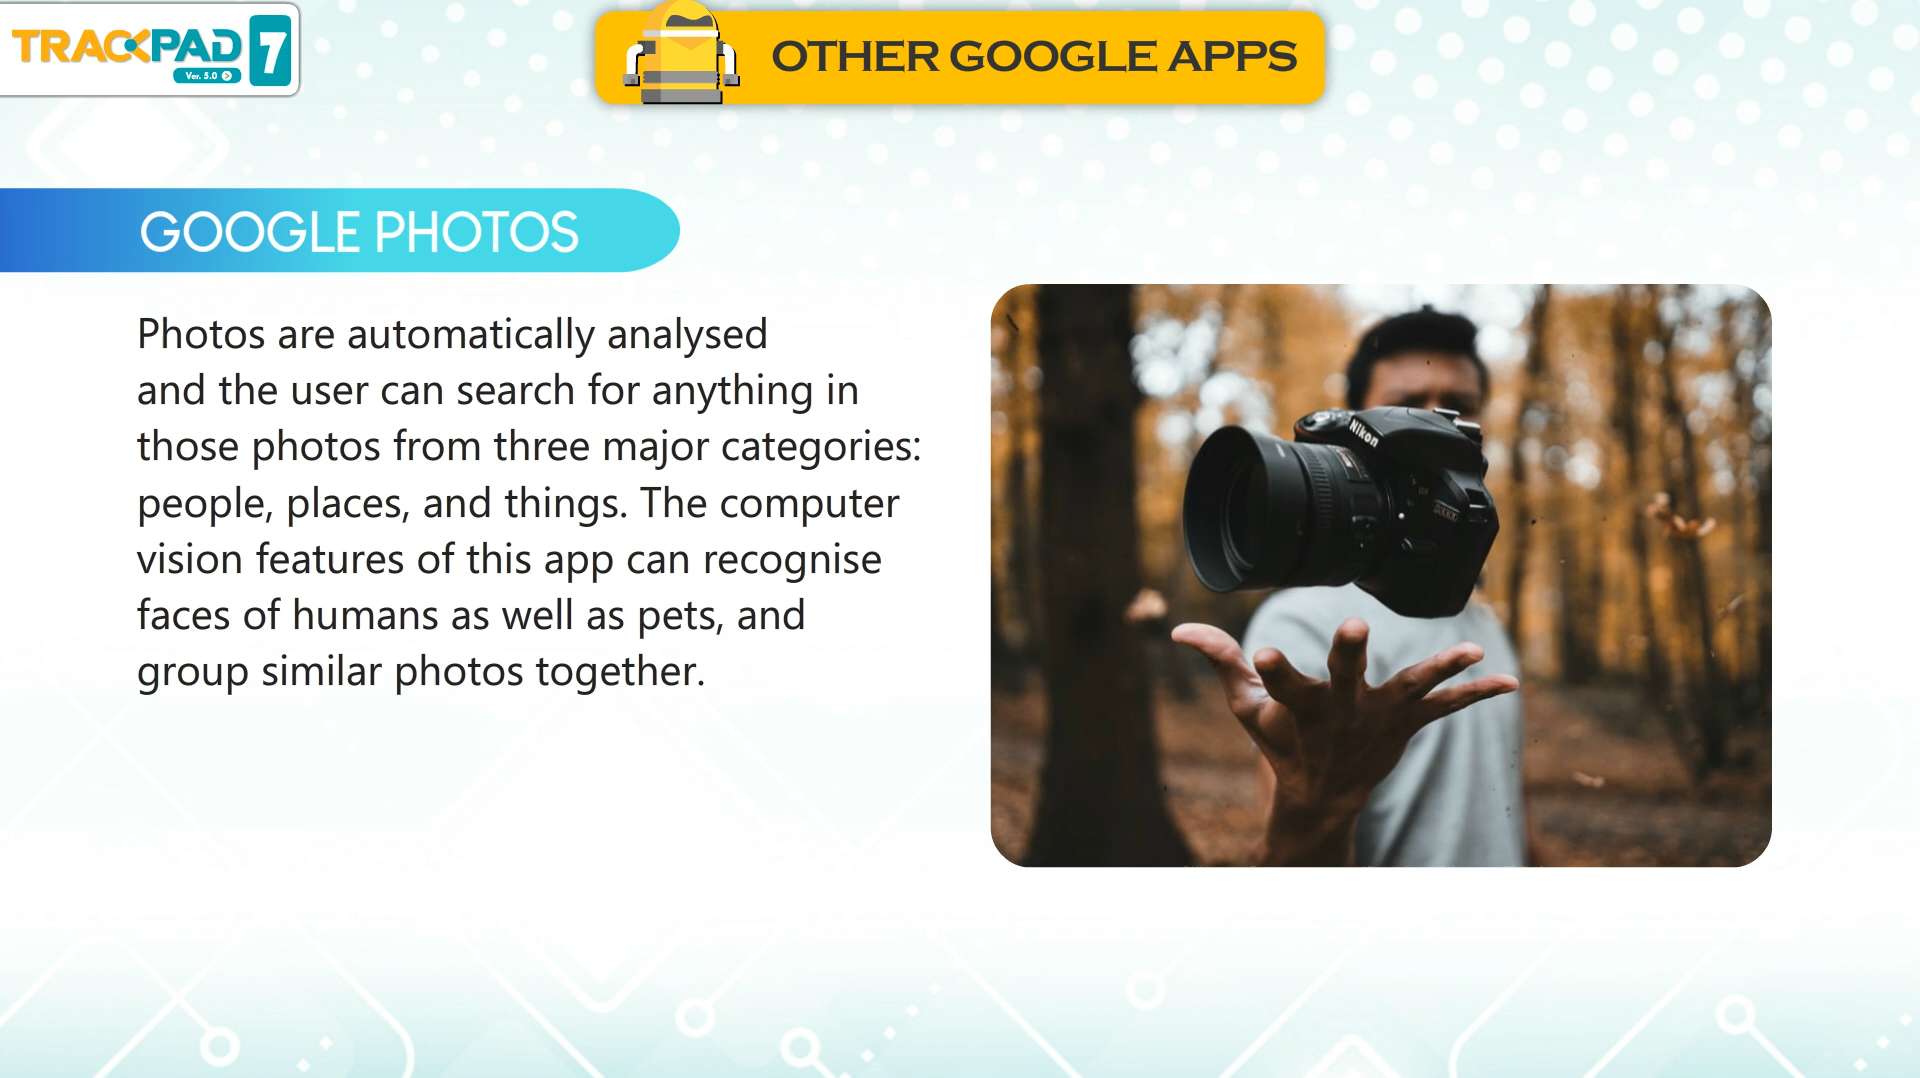 TRACKPAD 7
Ver. 5.0
OTHER GOOGLE APPS
GOOGLE PHOTOS
Photos are automatically analysed
and the user can search for anything in
those photos from three major categories:
people, places, and things. The computer
vision features of this app can recognise
faces of humans as well as pets, and
group similar photos together.
Nikon